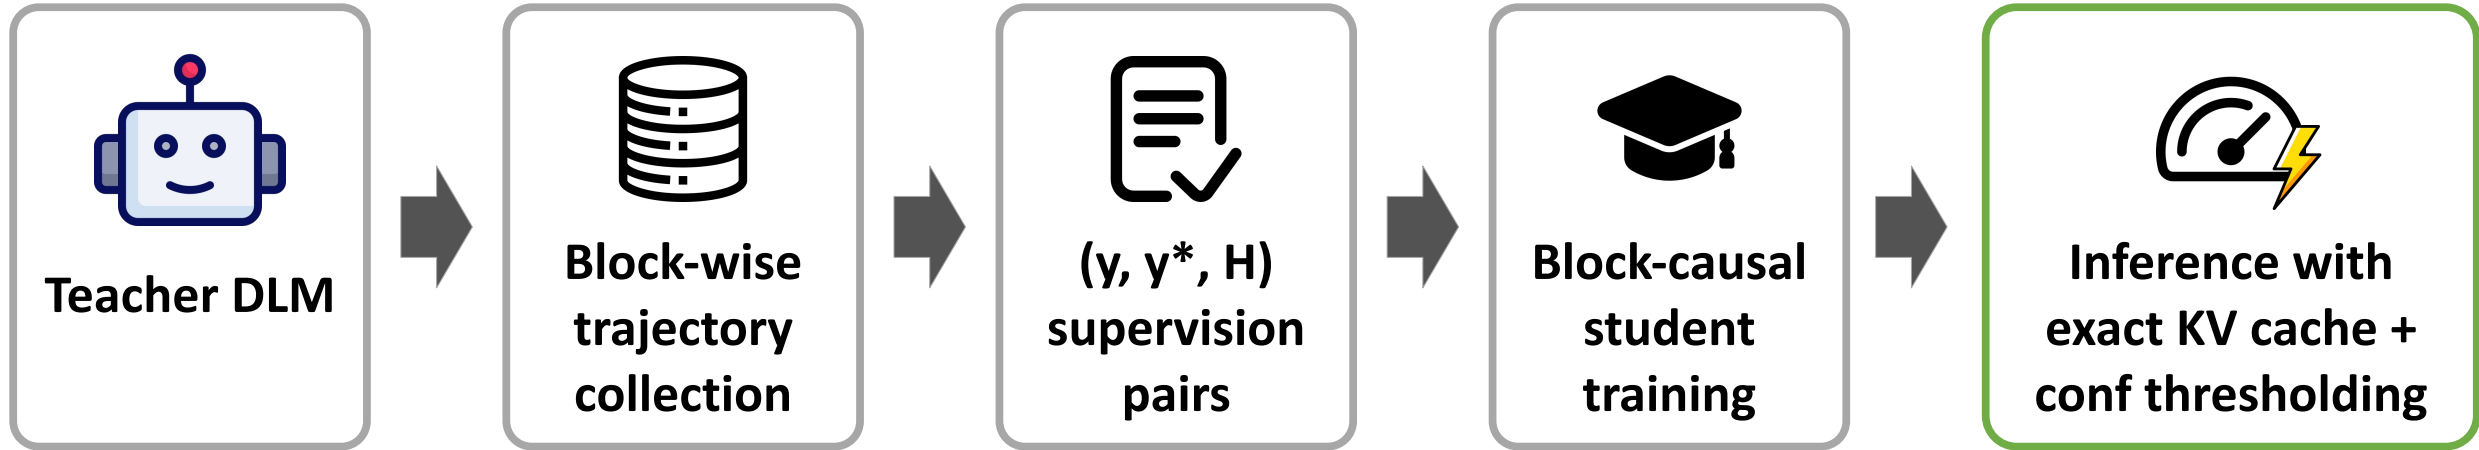 Teacher DLM
Block-wise
trajectory
collection
(y, y*, H)
supervision
pairs
Block-causal
student
training
Inference with
exact KV cache +
conf thresholding